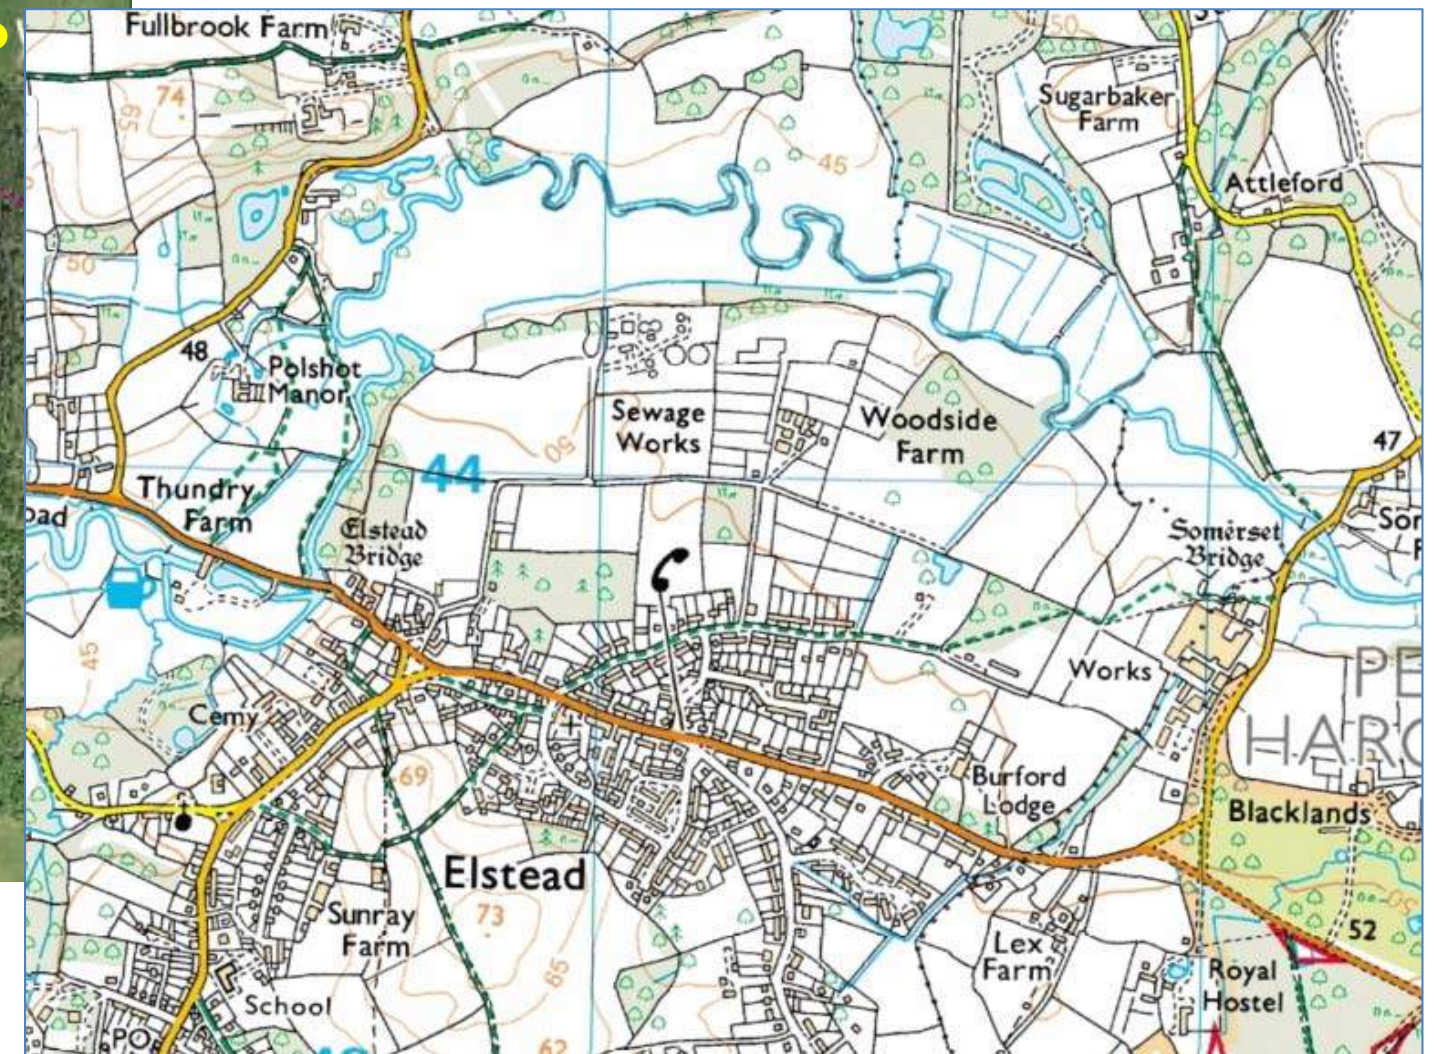 Fullbrook Farm
50
74
65
Sugarbaker
Farm
45
Attleford
50
48
Polshot
Manor
Sewage
Works
Woodside
Farm
50
47
44
Thundry
Farm
Elstead
Bridge
Somerset
Bridge
45
Works
Cemy
69
Burford
Lodge
Blacklands
Elstead
73
Sunray
Farm
Lex
Farm
52
50
Royal
Hostel
School
PO
62